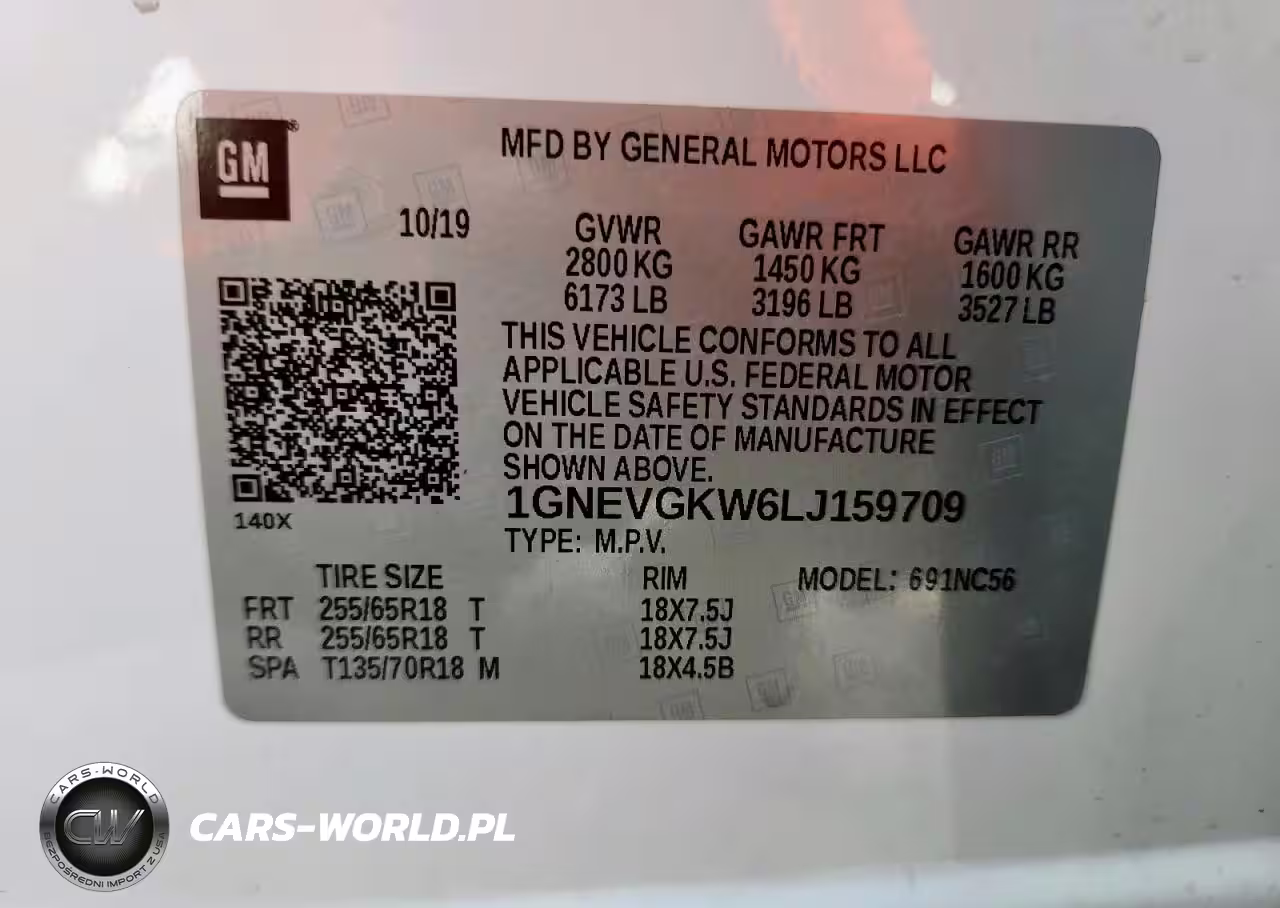 GM
MFD BY GENERAL MOTORS LLC
10/19 GVWR GAWR FRT GAWR RR
2800 KG 1450 KG 1600 KG
6173 LB 3196 LB 3527 LB
THIS VEHICLE CONFORMS TO ALL
APPLICABLE U.S. FEDERAL MOTOR
VEHICLE SAFETY STANDARDS IN EFFECT
ON THE DATE OF MANUFACTURE
SHOWN ABOVE.
1GNEVGKW6LJ159709
140X
TYPE: M.P.V.
TIRE SIZE RIM MODEL: 691NC56
FRT 255/65R18 T 18X7.5J
RR 255/65R18 T 18X7.5J
SPA T135/70R18 M 18X4.5B
CARS-WORLD
CW
BEZPOŚREDNI IMPORT Z USA
CARS-WORLD.PL